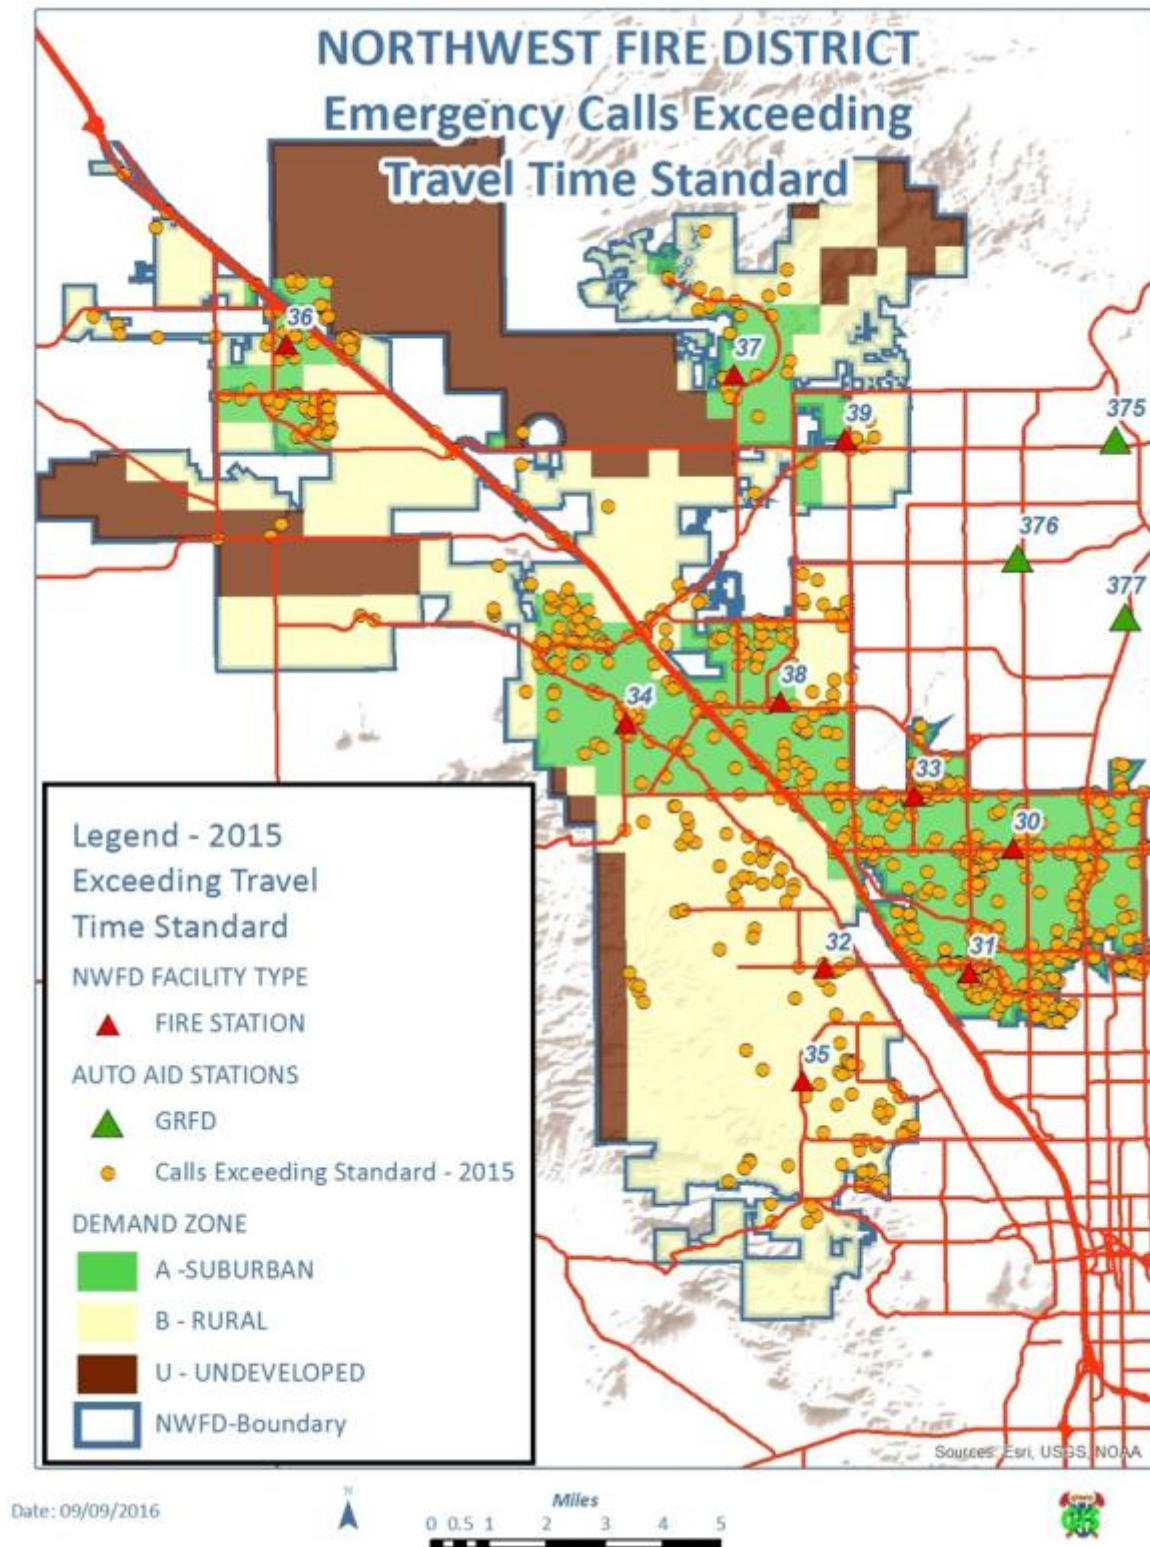 NORTHWEST FIRE DISTRICT
Emergency Calls Exceeding
Travel Time Standard
36
37
39
375
376
377
38
34
33
30
32
31
35
Legend - 2015
Exceeding Travel
Time Standard
NWFD FACILITY TYPE
FIRE STATION
AUTO AID STATIONS
GRFD
Calls Exceeding Standard - 2015
DEMAND ZONE
A -SUBURBAN
B - RURAL
U - UNDEVELOPED
NWFD-Boundary
Sources: Esri, USGS, NOAA
Date: 09/09/2016
N
Miles
0 0.5 1 2 3 4 5